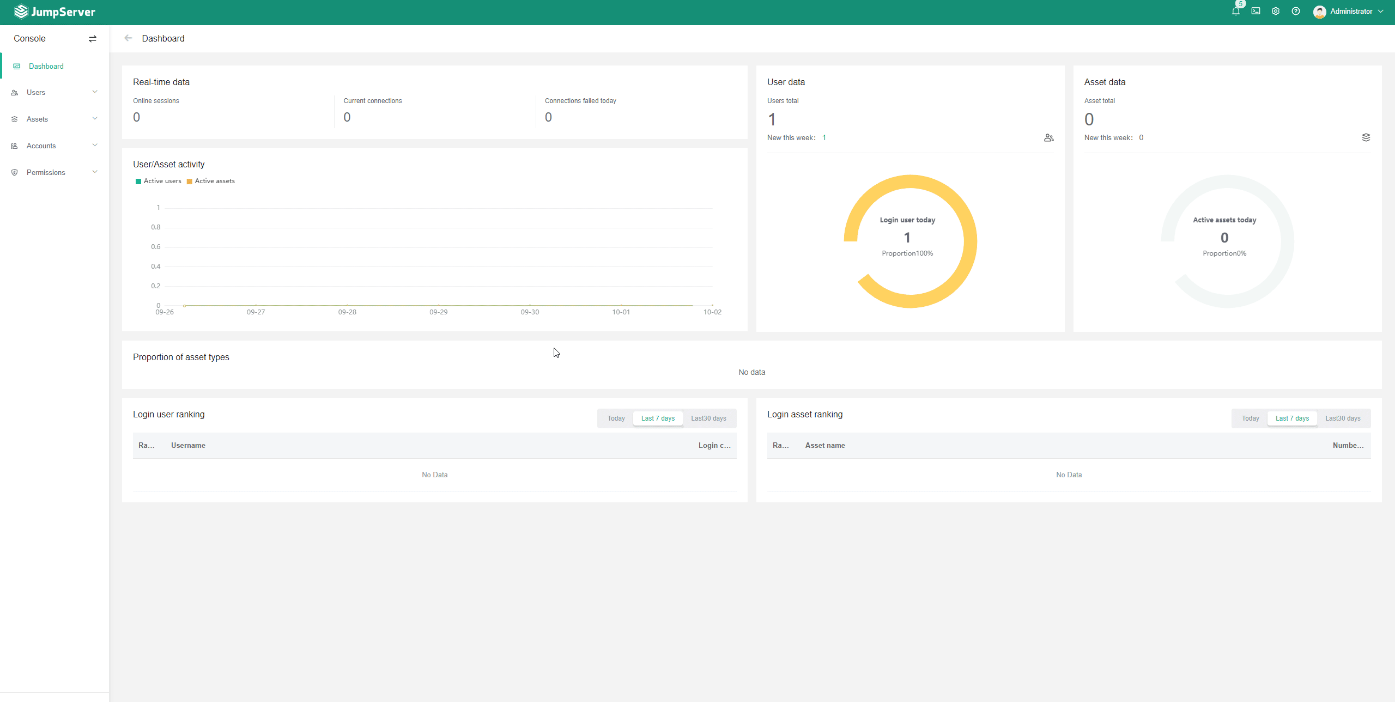 JumpServer
5
Administrator
Console
Dashboard
Users
Assets
Accounts
Permissions
Dashboard
Real-time data
Online sessions
0
Current connections
0
Connections failed today
0
User/Asset activity
Active users
Active assets
1
0.8
0.6
0.4
0.2
0
09-26
09-27
09-28
09-29
09-30
10-01
10-02
User data
Users total
1
New this week: 1
Login user today
1
Proportion100%
Asset data
Asset total
0
New this week: 0
Active assets today
0
Proportion0%
Proportion of asset types
No data
Login user ranking
Today
Last 7 days
Last30 days
Ra... Username Login c...
No Data
Login asset ranking
Today
Last 7 days
Last30 days
Ra... Asset name Numbe...
No Data